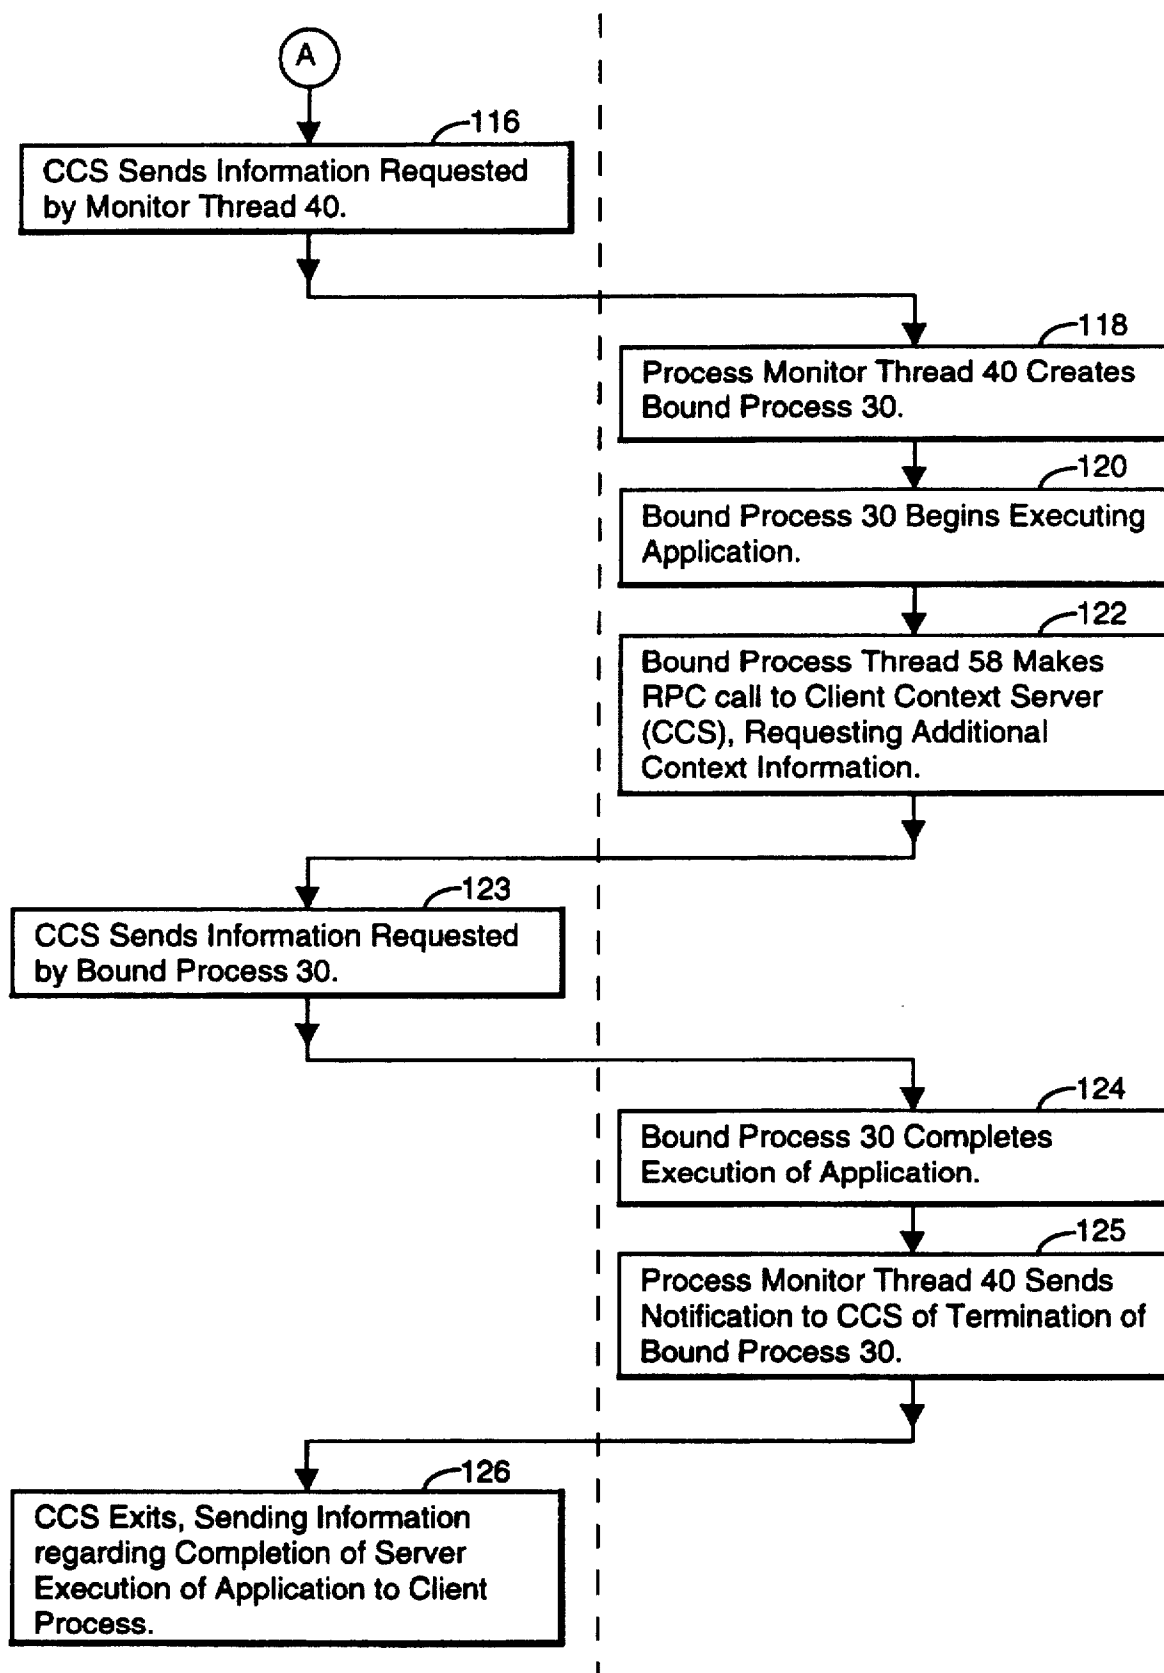 A
116
CCS Sends Information Requested
by Monitor Thread 40.
118
Process Monitor Thread 40 Creates
Bound Process 30.
120
Bound Process 30 Begins Executing
Application.
122
Bound Process Thread 58 Makes
RPC call to Client Context Server
(CCS), Requesting Additional
Context Information.
123
CCS Sends Information Requested
by Bound Process 30.
124
Bound Process 30 Completes
Execution of Application.
125
Process Monitor Thread 40 Sends
Notification to CCS of Termination of
Bound Process 30.
126
CCS Exits, Sending Information
regarding Completion of Server
Execution of Application to Client
Process.